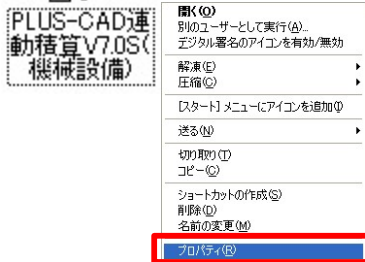 PLUS-CAD連
動積算V7.0S(
機械設備)
開く(O)
別のユーザーとして実行(A)...
デジタル署名のアイコンを有効/無効
解凍(E)
圧縮(C)
[スタート] メニューにアイコンを追加(I)
送る(N)
切り取り(T)
コピー(C)
ショートカットの作成(S)
削除(D)
名前の変更(M)
プロパティ(R)